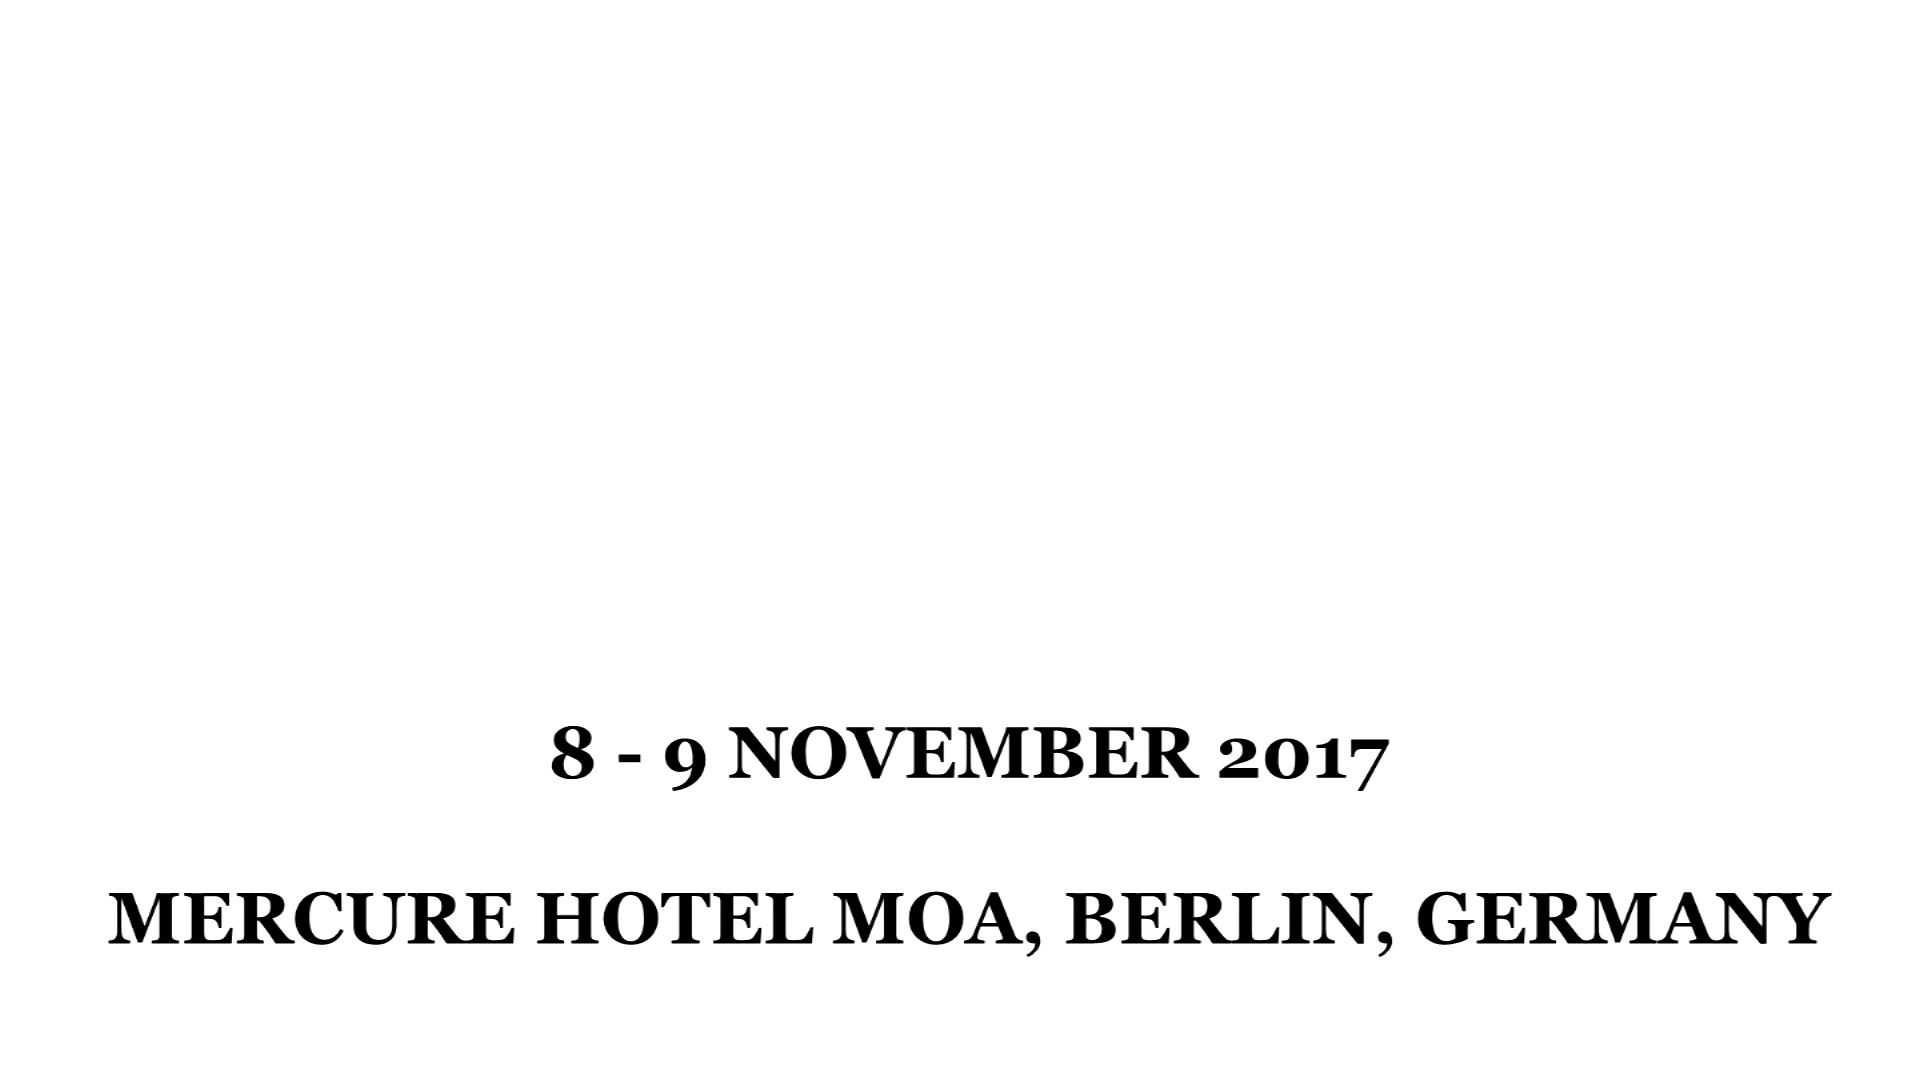 8 - 9 NOVEMBER 2017
MERCURE HOTEL MOA, BERLIN, GERMANY